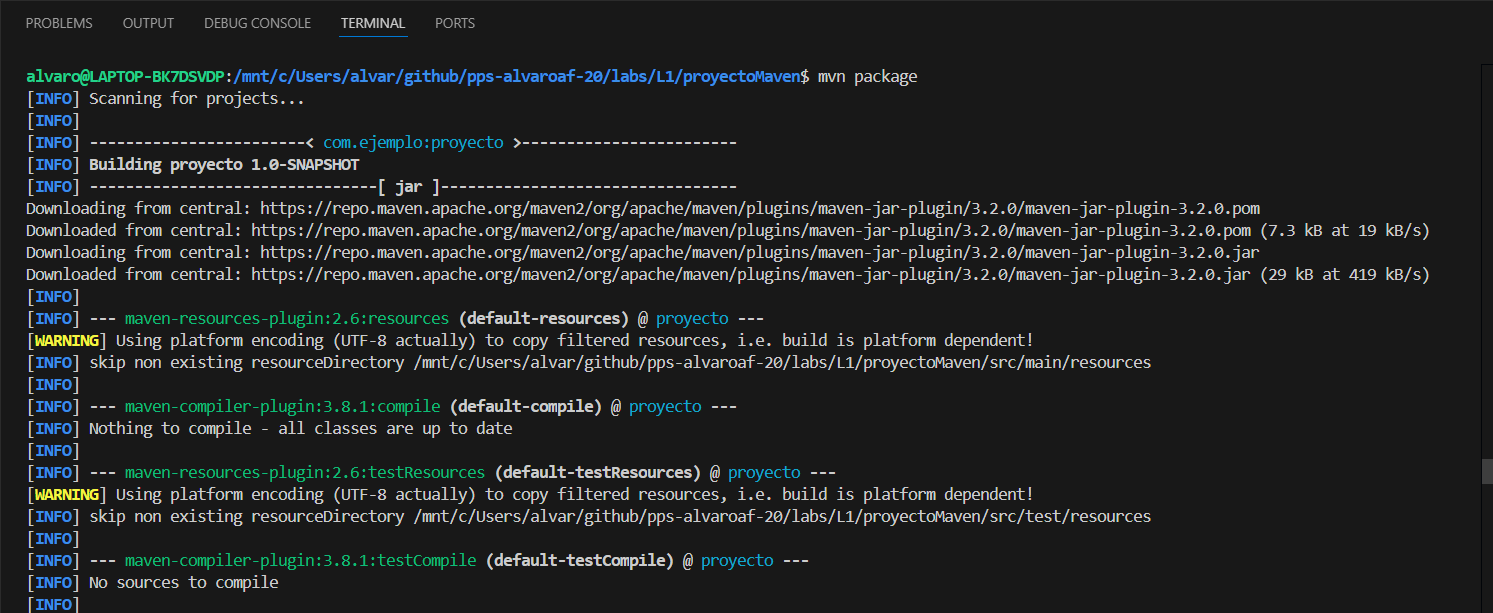 PROBLEMS OUTPUT DEBUG CONSOLE TERMINAL PORTS
alvaro@LAPTOP-BK7DSVDP:/mnt/c/Users/alvar/github/pps-alvaroaf-20/labs/L1/proyectoMaven$ mvn package
[INFO] Scanning for projects...
[INFO]
[INFO] ------------------------< com.ejemplo:proyecto >------------------------
[INFO] Building proyecto 1.0-SNAPSHOT
[INFO] --------------------------------[ jar ]---------------------------------
Downloading from central: https://repo.maven.apache.org/maven2/org/apache/maven/plugins/maven-jar-plugin/3.2.0/maven-jar-plugin-3.2.0.pom
Downloaded from central: https://repo.maven.apache.org/maven2/org/apache/maven/plugins/maven-jar-plugin/3.2.0/maven-jar-plugin-3.2.0.pom (7.3 kB at 19 kB/s)
Downloading from central: https://repo.maven.apache.org/maven2/org/apache/maven/plugins/maven-jar-plugin/3.2.0/maven-jar-plugin-3.2.0.jar
Downloaded from central: https://repo.maven.apache.org/maven2/org/apache/maven/plugins/maven-jar-plugin/3.2.0/maven-jar-plugin-3.2.0.jar (29 kB at 419 kB/s)
[INFO]
[INFO] --- maven-resources-plugin:2.6:resources (default-resources) @ proyecto ---
[WARNING] Using platform encoding (UTF-8 actually) to copy filtered resources, i.e. build is platform dependent!
[INFO] skip non existing resourceDirectory /mnt/c/Users/alvar/github/pps-alvaroaf-20/labs/L1/proyectoMaven/src/main/resources
[INFO]
[INFO] --- maven-compiler-plugin:3.8.1:compile (default-compile) @ proyecto ---
[INFO] Nothing to compile - all classes are up to date
[INFO]
[INFO] --- maven-resources-plugin:2.6:testResources (default-testResources) @ proyecto ---
[WARNING] Using platform encoding (UTF-8 actually) to copy filtered resources, i.e. build is platform dependent!
[INFO] skip non existing resourceDirectory /mnt/c/Users/alvar/github/pps-alvaroaf-20/labs/L1/proyectoMaven/src/test/resources
[INFO]
[INFO] --- maven-compiler-plugin:3.8.1:testCompile (default-testCompile) @ proyecto ---
[INFO] No sources to compile
[INFO]